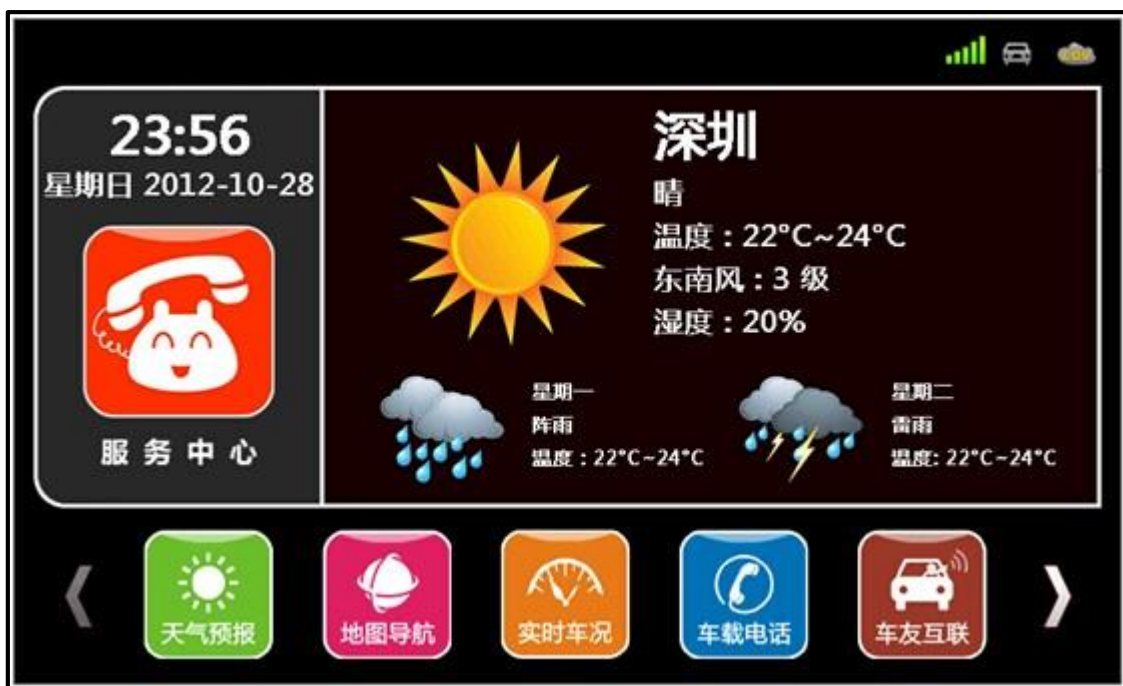 23:56
星期日 2012-10-28
服务中心
深圳
晴
温度：22°C~24°C
东南风：3 级
湿度：20%
星期一
阵雨
温度：22°C~24°C
星期二
雷雨
温度: 22°C~24°C
天气预报
地图导航
实时车况
车载电话
车友互联